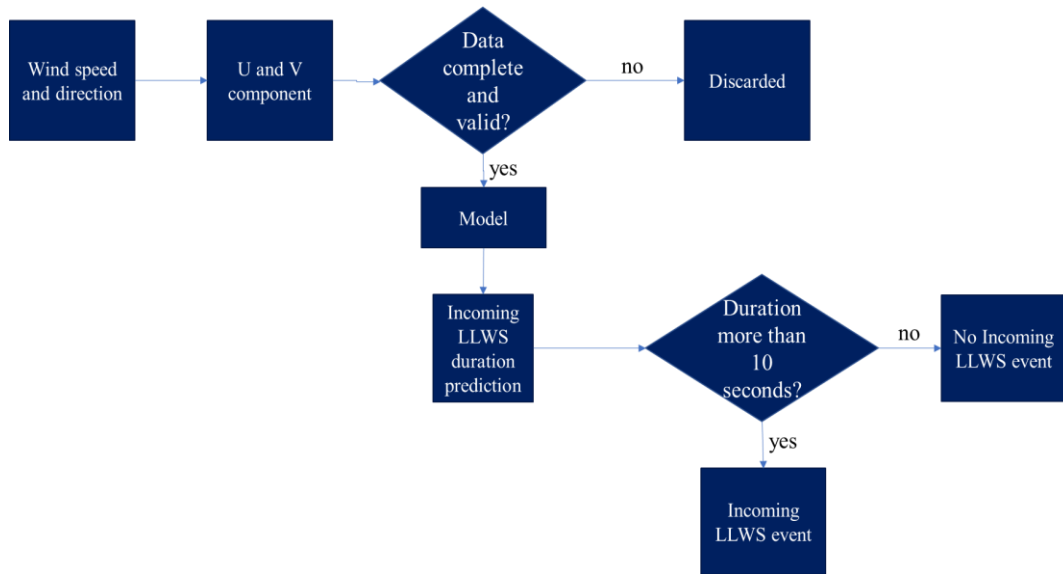 Wind speed
and direction
U and V
component
Data
complete
and
valid?
no
Discarded
yes
Model
Incoming
LLWS
duration
prediction
Duration
more than
10
seconds?
no
No Incoming
LLWS event
yes
Incoming
LLWS event